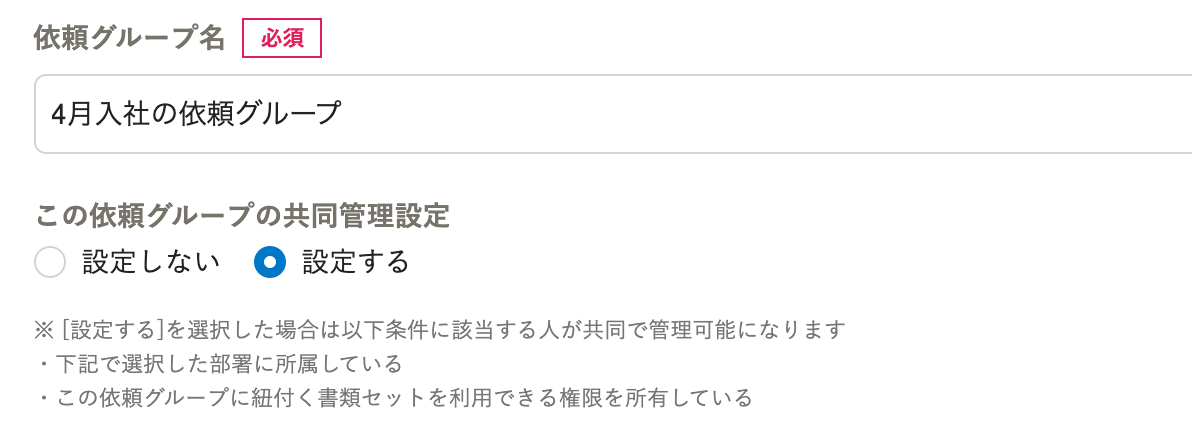 依頼グループ名 必須
4月入社の依頼グループ
この依頼グループの共同管理設定
設定しない 設定する
※ [設定する]を選択した場合は以下条件に該当する人が共同で管理可能になります
・下記で選択した部署に所属している
・この依頼グループに紐付く書類セットを利用できる権限を所有している